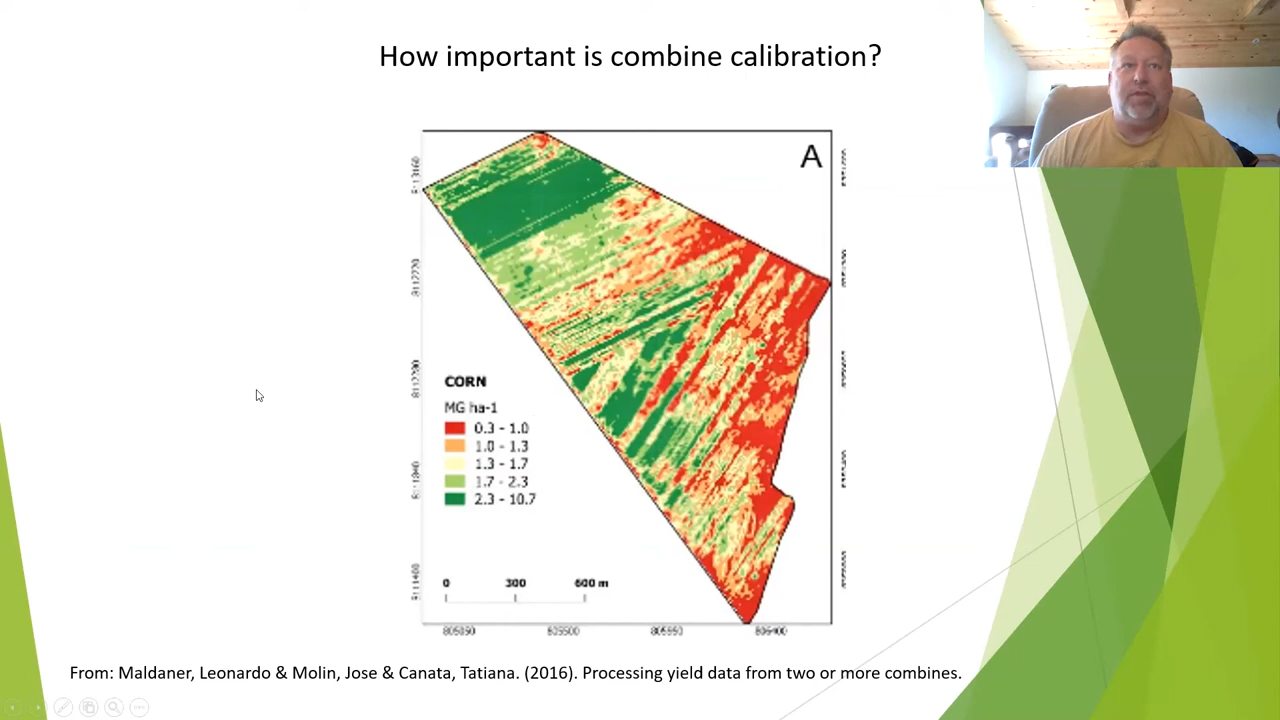 How important is combine calibration?
A
CORN
MG ha-1
0.3 - 1.0
1.0 - 1.3
1.3 - 1.7
1.7 - 2.3
2.3 - 10.7
0 300 600 m
From: Maldaner, Leonardo & Molin, Jose & Canata, Tatiana. (2016). Processing yield data from two or more combines.